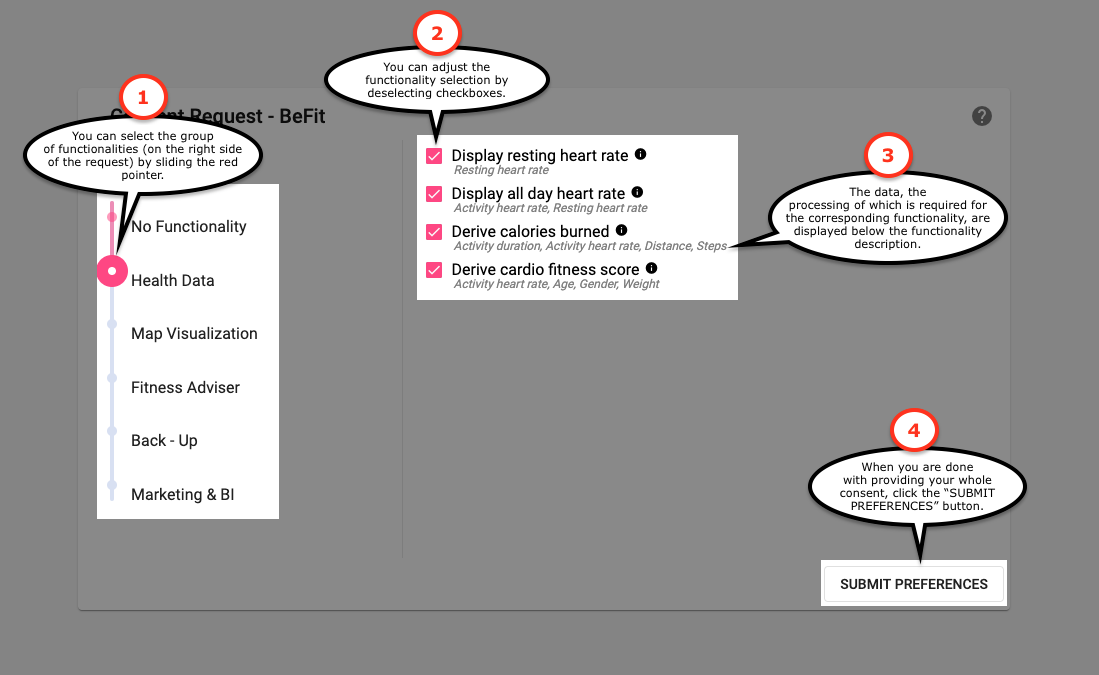 2
You can adjust the
functionality selection by
deselecting checkboxes.
1
Request - BeFit
?
You can select the group
of functionalities (on the right side
of the request) by sliding the red
pointer.
No Functionality
Health Data
Map Visualization
Fitness Adviser
Back - Up
Marketing & BI
Display resting heart rate
Resting heart rate
Display all day heart rate
Activity heart rate, Resting heart rate
Derive calories burned
Activity duration, Activity heart rate, Distance, Steps
Derive cardio fitness score
Activity heart rate, Age, Gender, Weight
3
The data, the
processing of which is required for
the corresponding functionality, are
displayed below the functionality
description.
4
When you are done
with providing your whole
consent, click the “SUBMIT
PREFERENCES” button.
SUBMIT PREFERENCES